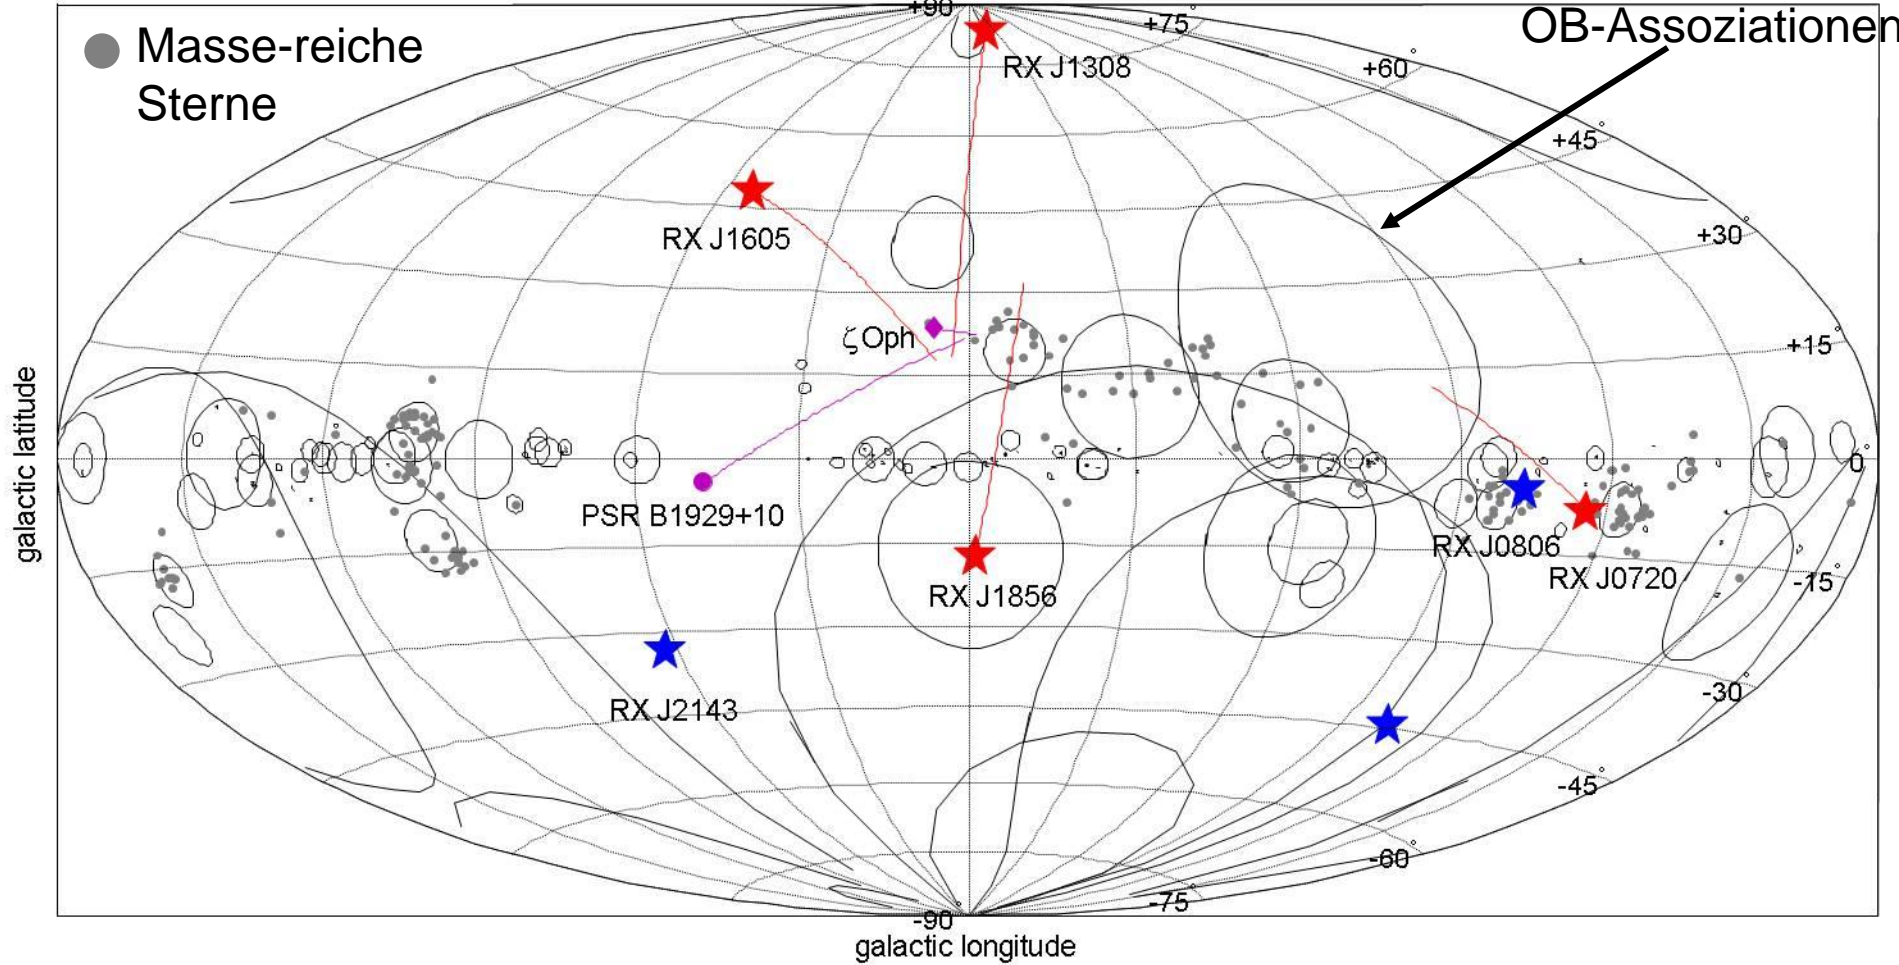 +90°
+75°
OB-Assoziationen
Masse-reiche
Sterne
RX J1308
+60°
+45°
RX J1605
+30°
ζ Oph
+15°
galactic latitude
0°
PSR B1929+10
RX J0806
RX J0720
RX J1856
-15°
RX J2143
-30°
-45°
-60°
-75°
-90°
galactic longitude